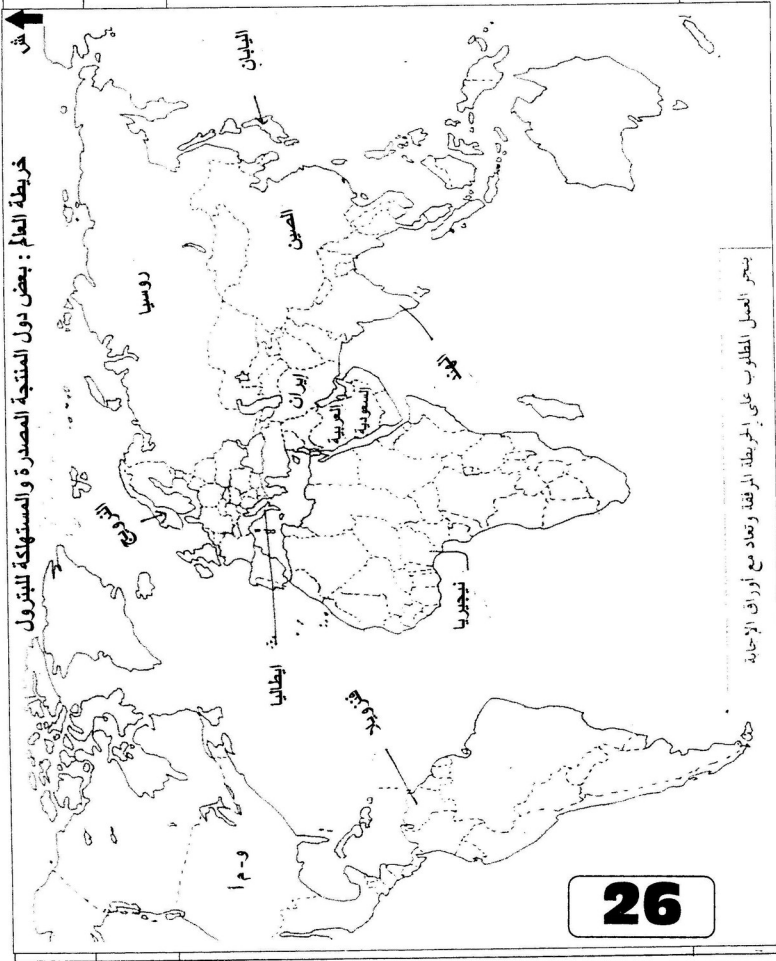 ش
خريطة العالم : بعض دول المنتجة المصدرة والمستهلكة للبترول
اليابان
روسيا
الصين
إيران
العربية
السعودية
الهند
النرويج
ايطاليا
نيجيريا
فنزويلا
و-م أ
ينجز العمل المطلوب على الخريطة المرفقة وتعاد مع أوراق الإجابة
26